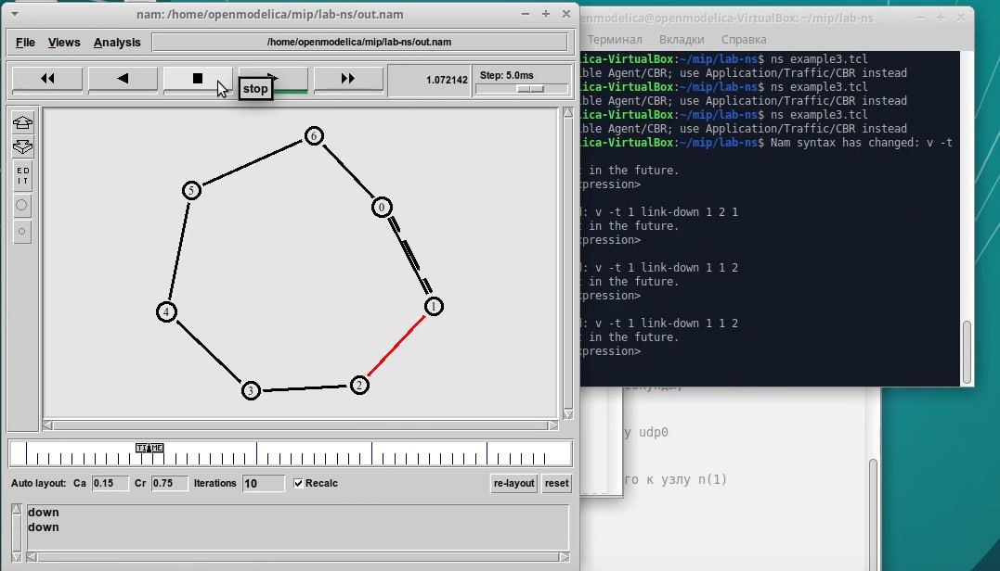 nam: /home/openmodelica/mip/lab-ns/out.nam
File Views Analysis /home/openmodelica/mip/lab-ns/out.nam
1.072142 Step: 5.0ms
stop
ED
IT
6
5
0
1
4
2
3
TIME
Auto layout: Ca 0.15 Cr 0.75 Iterations 10 Recalc re-layout reset
down
down
enmodelica@openmodelica-VirtualBox: ~/mip/lab-ns
Терминал Вкладки Справка
lica-VirtualBox:~/mip/lab-ns$ ns example3.tcl
ble Agent/CBR; use Application/Traffic/CBR instead
lica-VirtualBox:~/mip/lab-ns$ ns example3.tcl
ble Agent/CBR; use Application/Traffic/CBR instead
lica-VirtualBox:~/mip/lab-ns$ ns example3.tcl
ble Agent/CBR; use Application/Traffic/CBR instead
lica-VirtualBox:~/mip/lab-ns$ Nam syntax has changed: v -t
t in the future.
xpression>
d: v -t 1 link-down 1 2 1
t in the future.
xpression>
d: v -t 1 link-down 1 1 2
t in the future.
xpression>
d: v -t 1 link-down 1 1 2
t in the future.
xpression>
у udp0
го к узлу n(1)